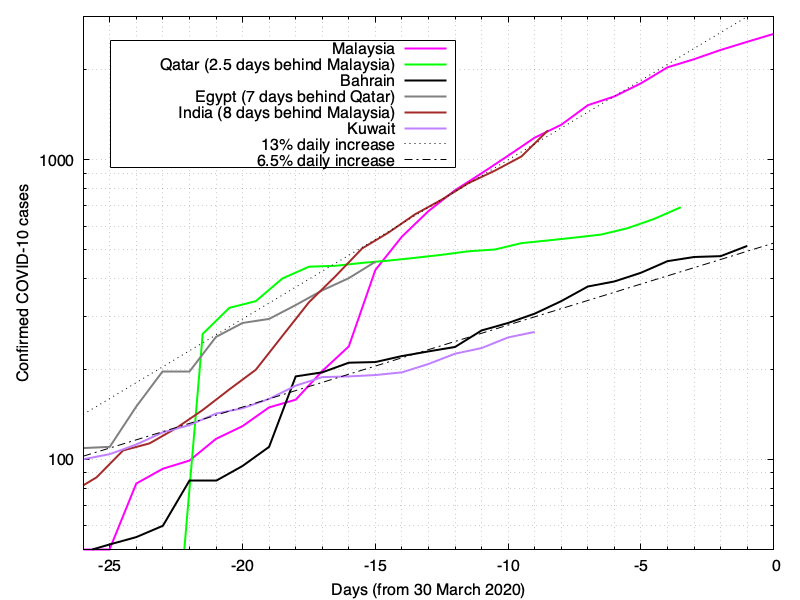 Malaysia
Qatar (2.5 days behind Malaysia)
Bahrain
Egypt (7 days behind Qatar)
India (8 days behind Malaysia)
Kuwait
13% daily increase
6.5% daily increase
1000
100
Confirmed COVID-10 cases
-25 -20 -15 -10 -5 0
Days (from 30 March 2020)